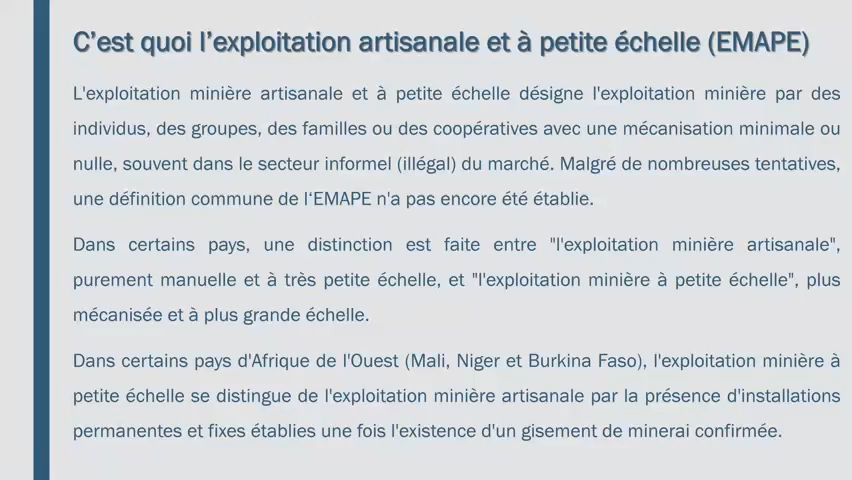 C’est quoi l’exploitation artisanale et à petite échelle (EMAPE)
L'exploitation minière artisanale et à petite échelle désigne l'exploitation minière par des
individus, des groupes, des familles ou des coopératives avec une mécanisation minimale ou
nulle, souvent dans le secteur informel (illégal) du marché. Malgré de nombreuses tentatives,
une définition commune de l‘EMAPE n'a pas encore été établie.
Dans certains pays, une distinction est faite entre "l'exploitation minière artisanale",
purement manuelle et à très petite échelle, et "l'exploitation minière à petite échelle", plus
mécanisée et à plus grande échelle.
Dans certains pays d'Afrique de l'Ouest (Mali, Niger et Burkina Faso), l'exploitation minière à
petite échelle se distingue de l'exploitation minière artisanale par la présence d'installations
permanentes et fixes établies une fois l'existence d'un gisement de minerai confirmée.